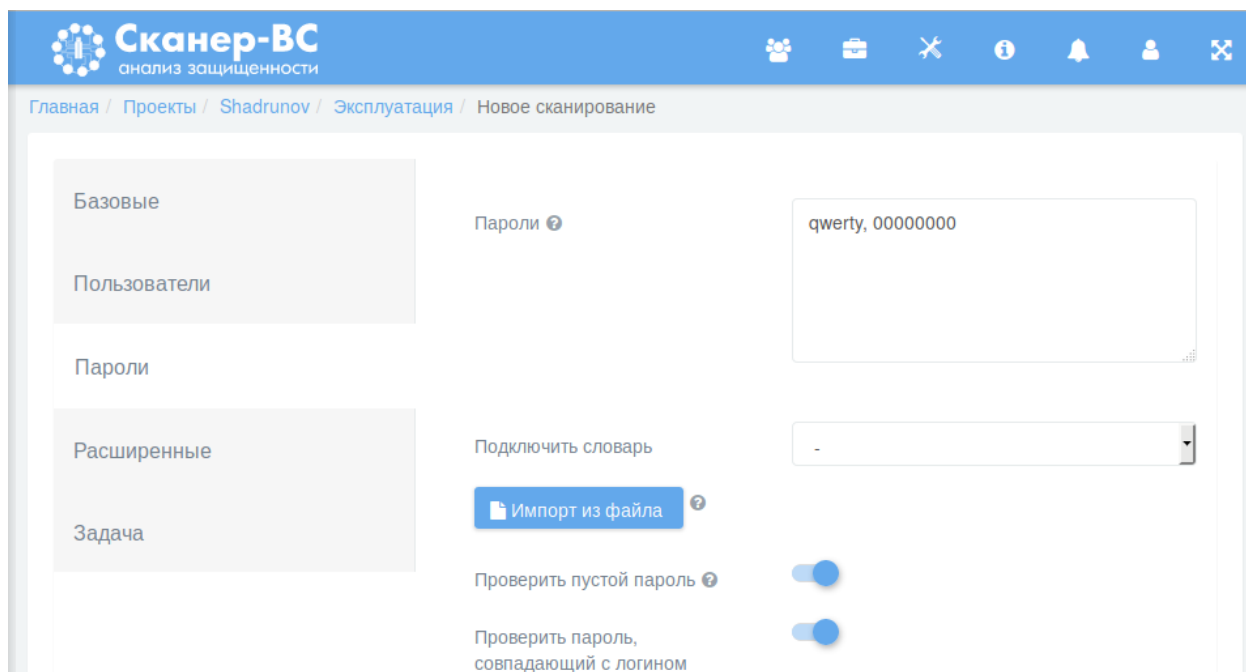 Сканер-ВС
анализ защищенности
Главная / Проекты / Shadrunov / Эксплуатация / Новое сканирование
Базовые
Пользователи
Пароли
Расширенные
Задача
Пароли
qwerty, 00000000
Подключить словарь
-
Импорт из файла
Проверить пустой пароль
Проверить пароль,
совпадающий с логином